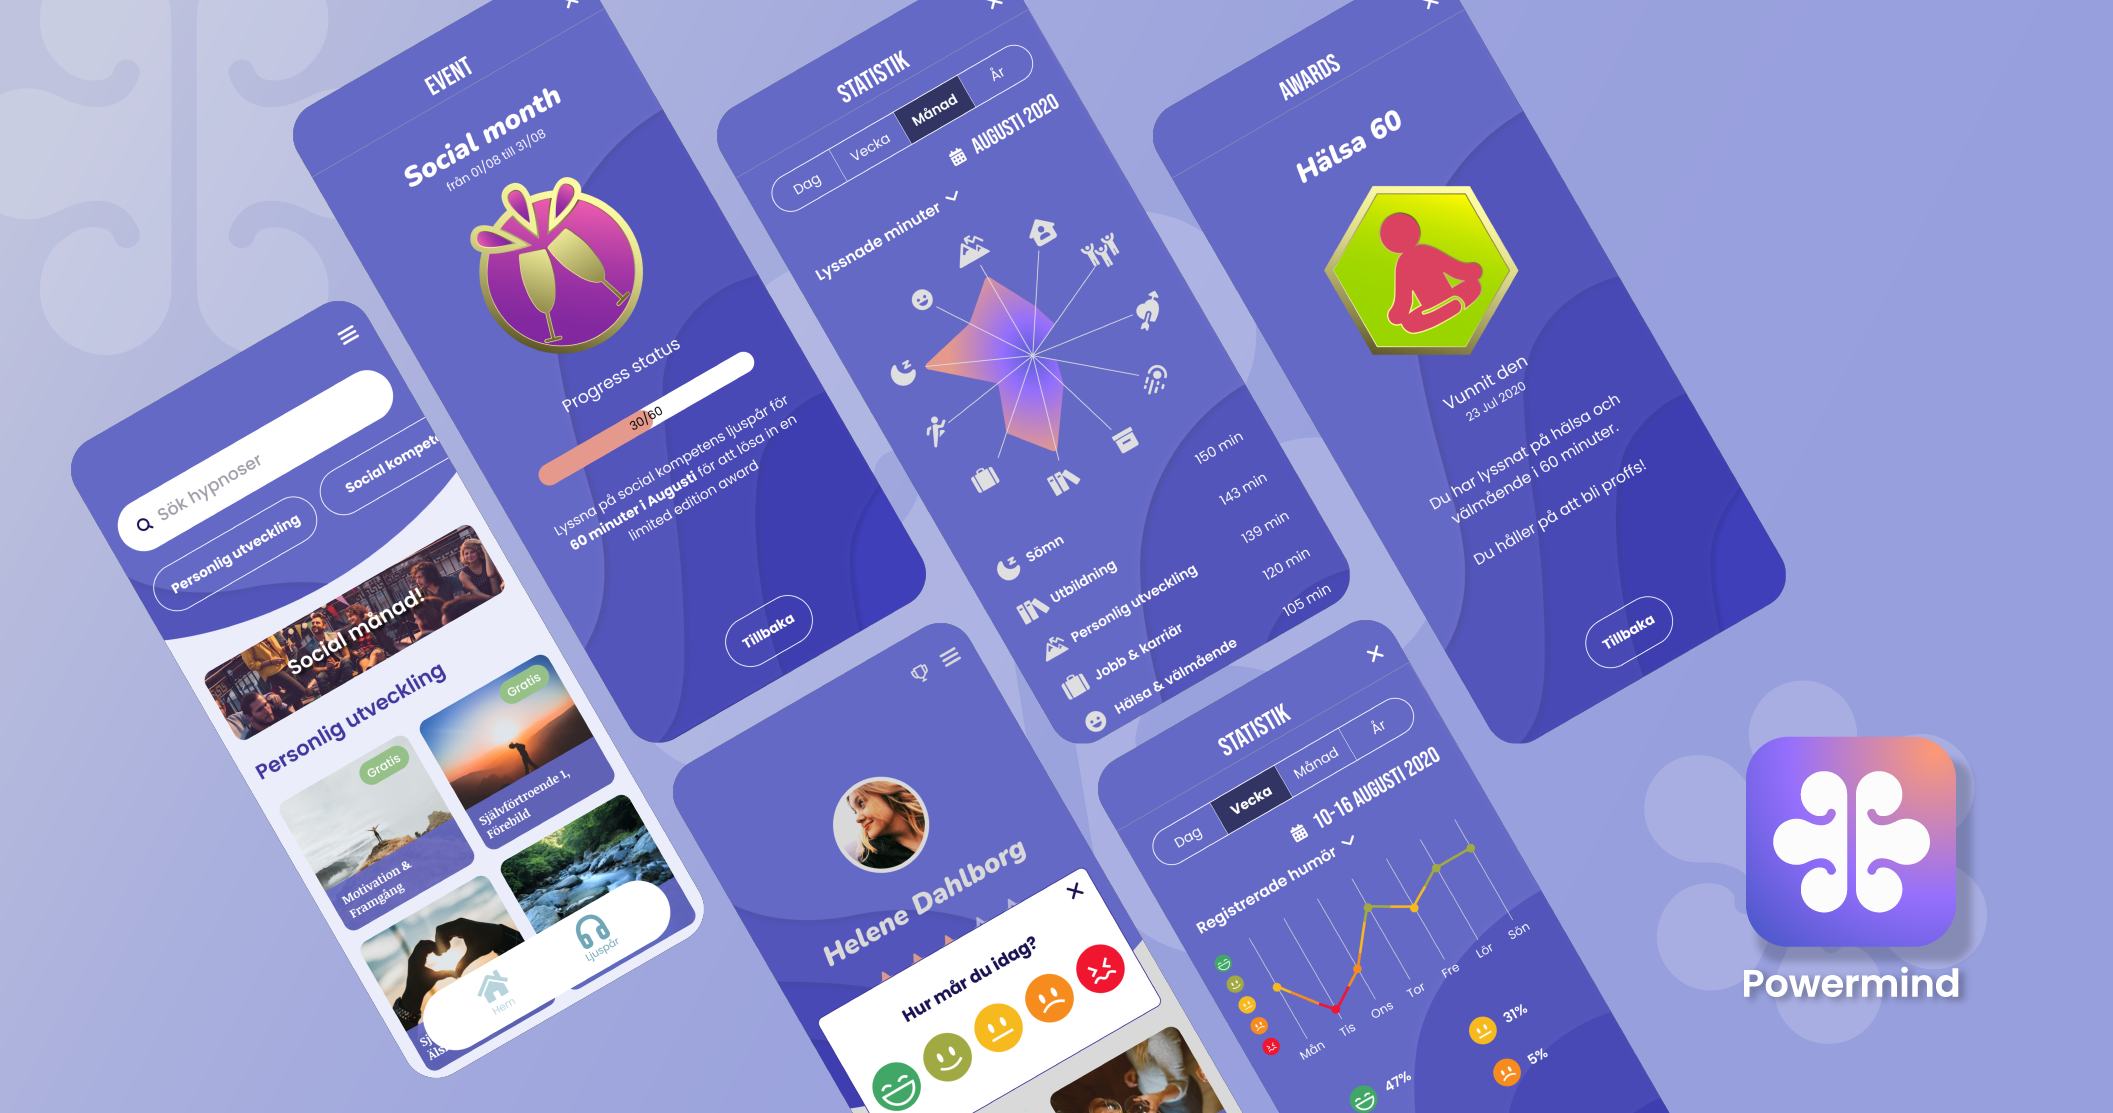 Sök hypnoser
Personlig utveckling
Social kompete
Social månad!
Personlig utveckling
Gratis
Motivation &
Framgång
Gratis
Självförtroende 1,
Förebild
Hem
Ljuspår
EVENT
Social month
från 01/08 till 31/08
Progress status
30/60
Lyssna på social kompetens ljuspår för
60 minuter i Augusti för att lösa in en
limited edition award
Tillbaka
STATISTIK
Dag
Vecka
Månad
År
AUGUSTI 2020
Lyssnade minuter
Sömn
150 min
Utbildning
143 min
Personlig utveckling
139 min
Jobb & karriär
120 min
Hälsa & välmående
105 min
AWARDS
Hälsa 60
Vunnit den
23 Jul 2020
Du har lyssnat på hälsa och
välmående i 60 minuter.
Du håller på att bli proffs!
Tillbaka
Helene Dahlborg
Hur mår du idag?
STATISTIK
Dag
Vecka
Månad
År
10-16 AUGUSTI 2020
Registrerade humör
Mån
Tis
Ons
Tor
Fre
Lör
Sön
31%
5%
47%
Powermind